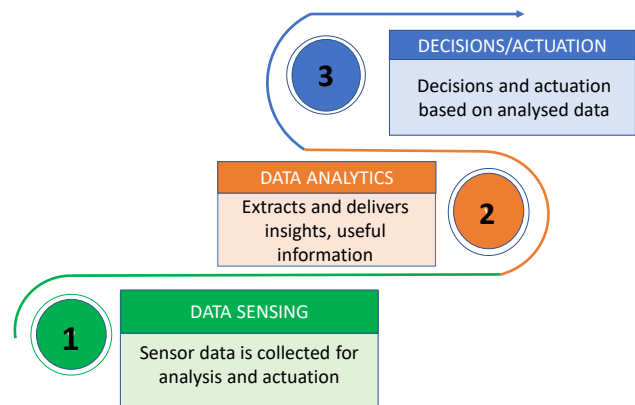 3
DECISIONS/ACTUATION
Decisions and actuation
based on analysed data
DATA ANALYTICS
Extracts and delivers
insights, useful
information
2
1
DATA SENSING
Sensor data is collected for
analysis and actuation